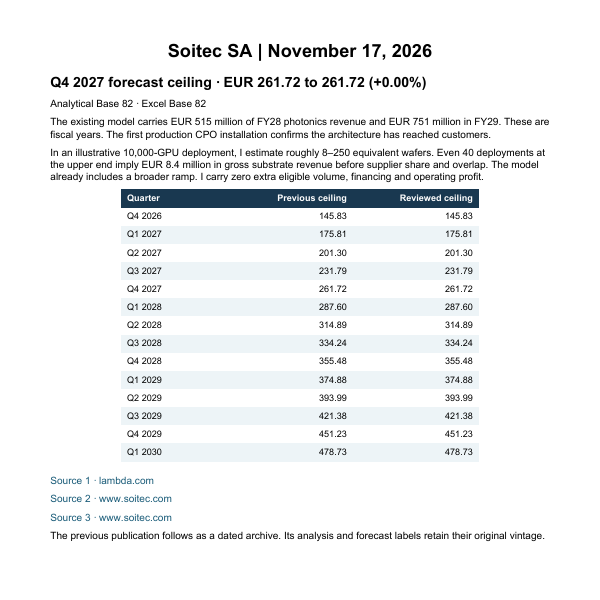 Soitec SA | November 17, 2026
Q4 2027 forecast ceiling · EUR 261.72 to 261.72 (+0.00%)
Analytical Base 82 · Excel Base 82
The existing model carries EUR 515 million of FY28 photonics revenue and EUR 751 million in FY29. These are
fiscal years. The first production CPO installation confirms the architecture has reached customers.
In an illustrative 10,000-GPU deployment, I estimate roughly 8–250 equivalent wafers. Even 40 deployments at
the upper end imply EUR 8.4 million in gross substrate revenue before supplier share and overlap. The model
already includes a broader ramp. I carry zero extra eligible volume, financing and operating profit.
Quarter Previous ceiling Reviewed ceiling
Q4 2026 145.83 145.83
Q1 2027 175.81 175.81
Q2 2027 201.30 201.30
Q3 2027 231.79 231.79
Q4 2027 261.72 261.72
Q1 2028 287.60 287.60
Q2 2028 314.89 314.89
Q3 2028 334.24 334.24
Q4 2028 355.48 355.48
Q1 2029 374.88 374.88
Q2 2029 393.99 393.99
Q3 2029 421.38 421.38
Q4 2029 451.23 451.23
Q1 2030 478.73 478.73
Source 1 · lambda.com
Source 2 · www.soitec.com
Source 3 · www.soitec.com
The previous publication follows as a dated archive. Its analysis and forecast labels retain their original vintage.